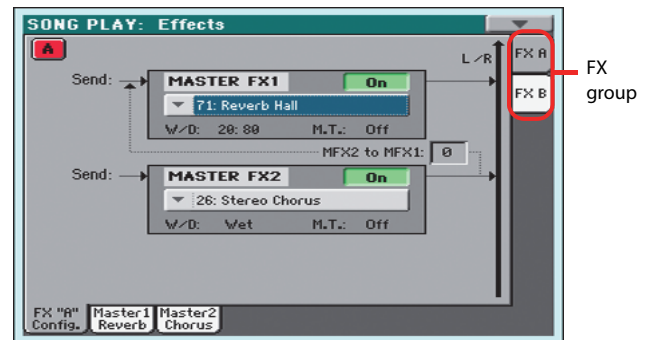 SONG PLAY: Effects
A
L/R
FX A
FX B
FX
group
Send:
MASTER FX1
On
71: Reverb Hall
W/D: 20:80 M.T.: Off
MFX2 to MFX1: 0
Send:
MASTER FX2
On
26: Stereo Chorus
W/D: Wet M.T.: Off
FX "A"
Config.
Master1
Reverb
Master2
Chorus